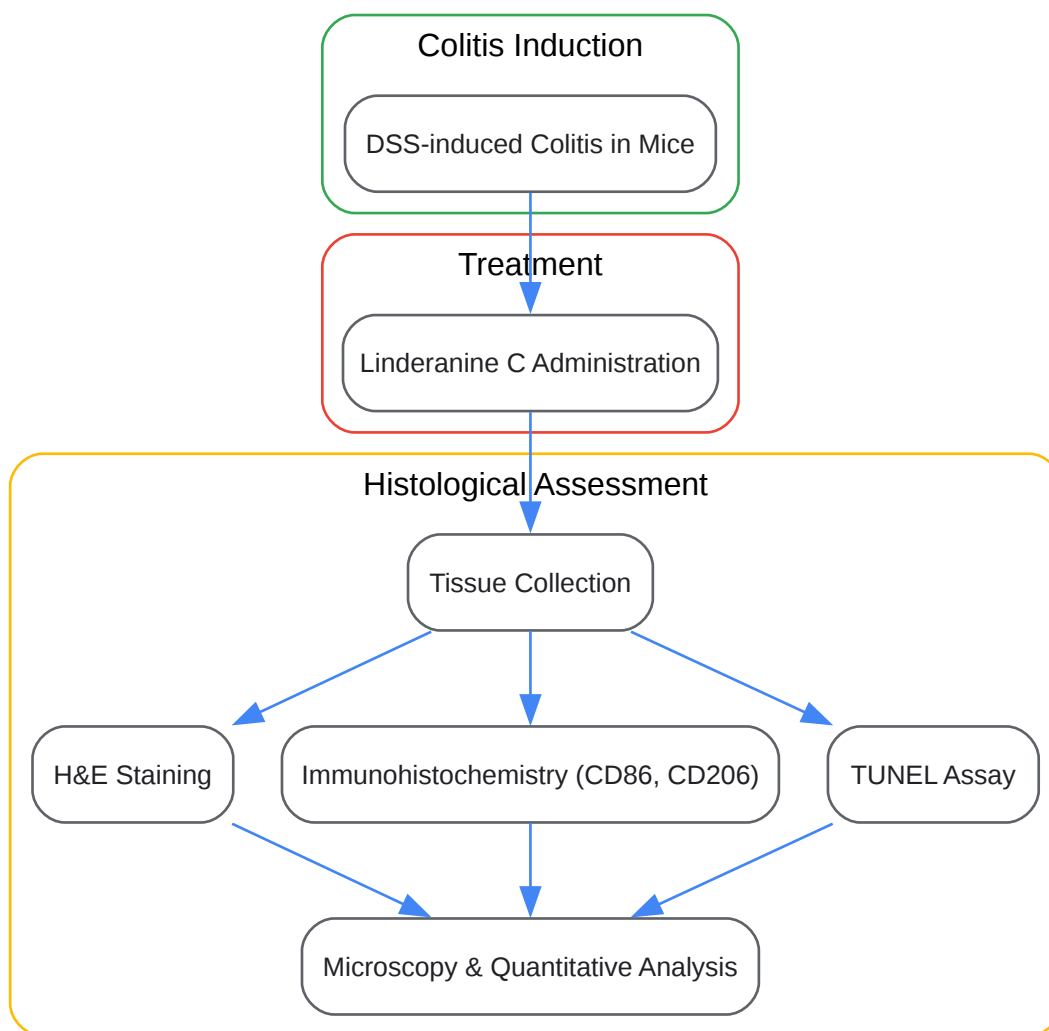 Colitis Induction
DSS-induced Colitis in Mice
Treatment
Linderanine C Administration
Histological Assessment
Tissue Collection
H&E Staining
Immunohistochemistry (CD86, CD206)
TUNEL Assay
Microscopy & Quantitative Analysis